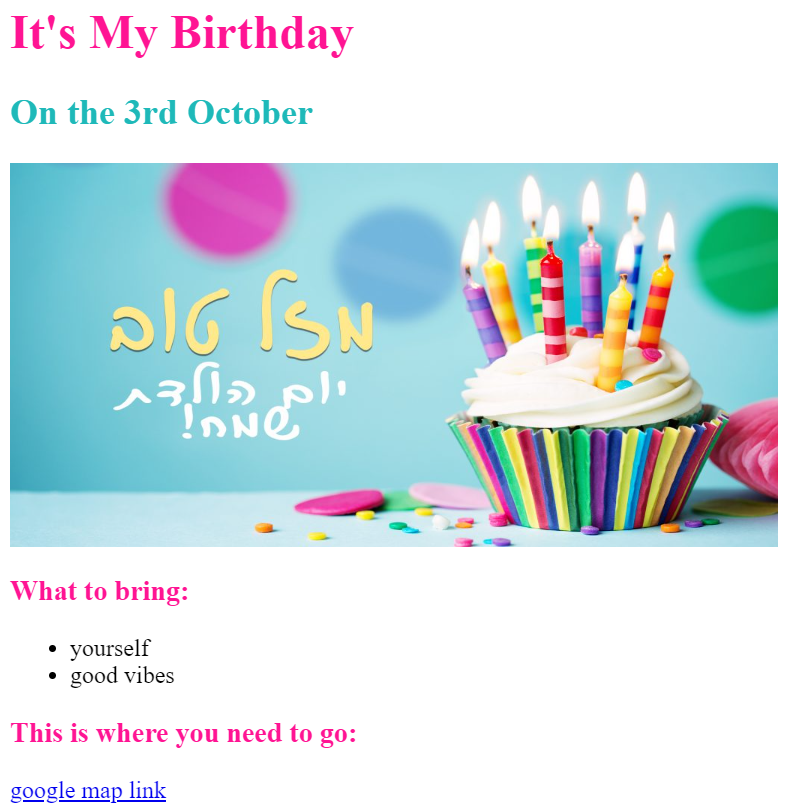 It's My Birthday
On the 3rd October
מזל טוב
יום הולדת
שמח!
What to bring:
yourself
good vibes
This is where you need to go:
google map link